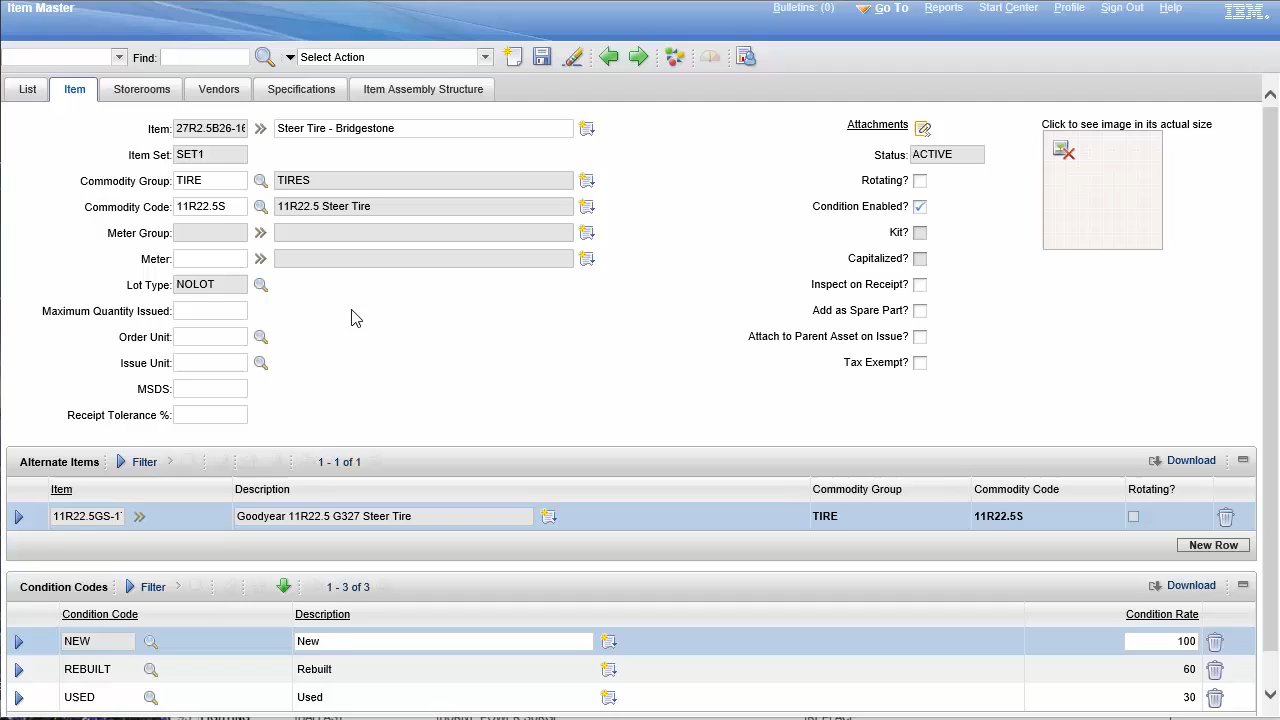 Item Master
Bulletins: (0) Go To Reports Start Center Profile Sign Out Help IBM.
Find: Select Action
List Item Storerooms Vendors Specifications Item Assembly Structure
Item: 27R2.5B26-16 Steer Tire - Bridgestone
Item Set: SET1
Commodity Group: TIRE TIRES
Commodity Code: 11R22.5S 11R22.5 Steer Tire
Meter Group:
Meter:
Lot Type: NOLOT
Maximum Quantity Issued:
Order Unit:
Issue Unit:
MSDS:
Receipt Tolerance %:
Attachments
Status: ACTIVE
Rotating?
Condition Enabled?
Kit?
Capitalized?
Inspect on Receipt?
Add as Spare Part?
Attach to Parent Asset on Issue?
Tax Exempt?
Click to see image in its actual size
Alternate Items Filter 1 - 1 of 1 Download
Item Description Commodity Group Commodity Code Rotating?
11R22.5GS-1 Goodyear 11R22.5 G327 Steer Tire TIRE 11R22.5S
New Row
Condition Codes Filter 1 - 3 of 3 Download
Condition Code Description Condition Rate
NEW New 100
REBUILT Rebuilt 60
USED Used 30